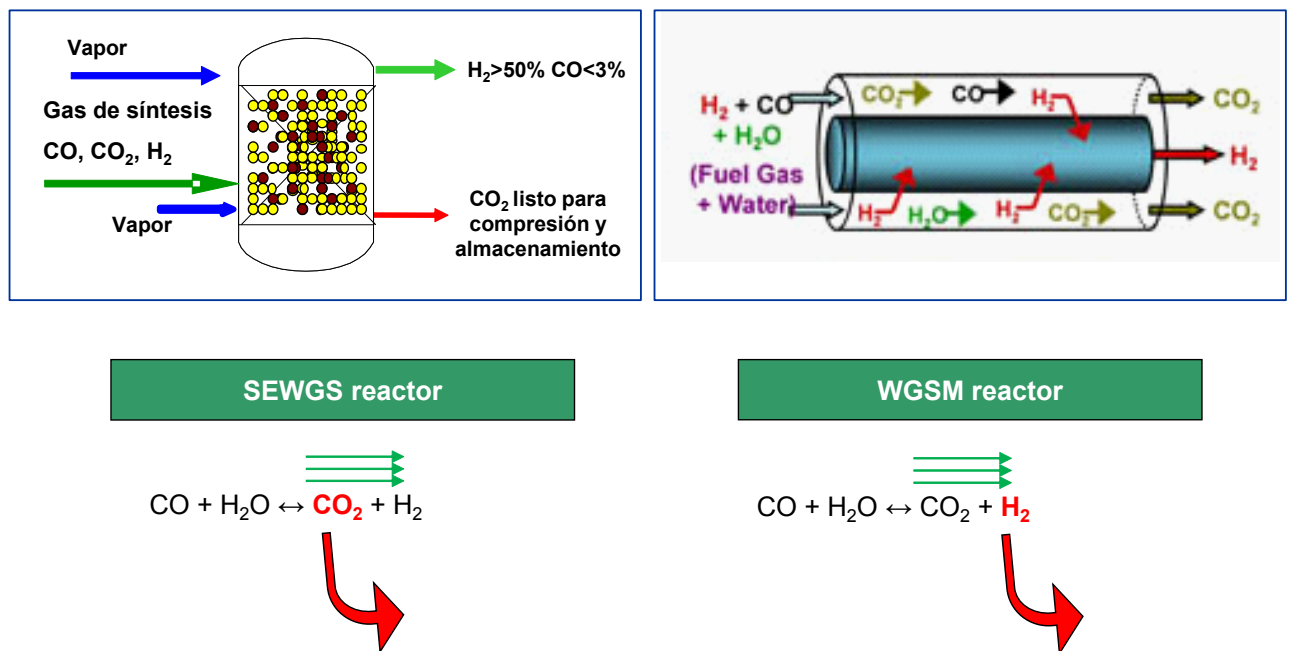 Vapor
Gas de síntesis
CO, CO₂, H₂
Vapor
H₂>50% CO<3%
CO₂ listo para
compresión y
almacenamiento
H₂ + CO
+ H₂O
(Fuel Gas
+ Water)
CO₂
CO
H₂
H₂
H₂O
H₂
CO₂
CO₂
H₂
CO₂
SEWGS reactor
CO + H₂O ↔ CO₂ + H₂
WGSM reactor
CO + H₂O ↔ CO₂ + H₂